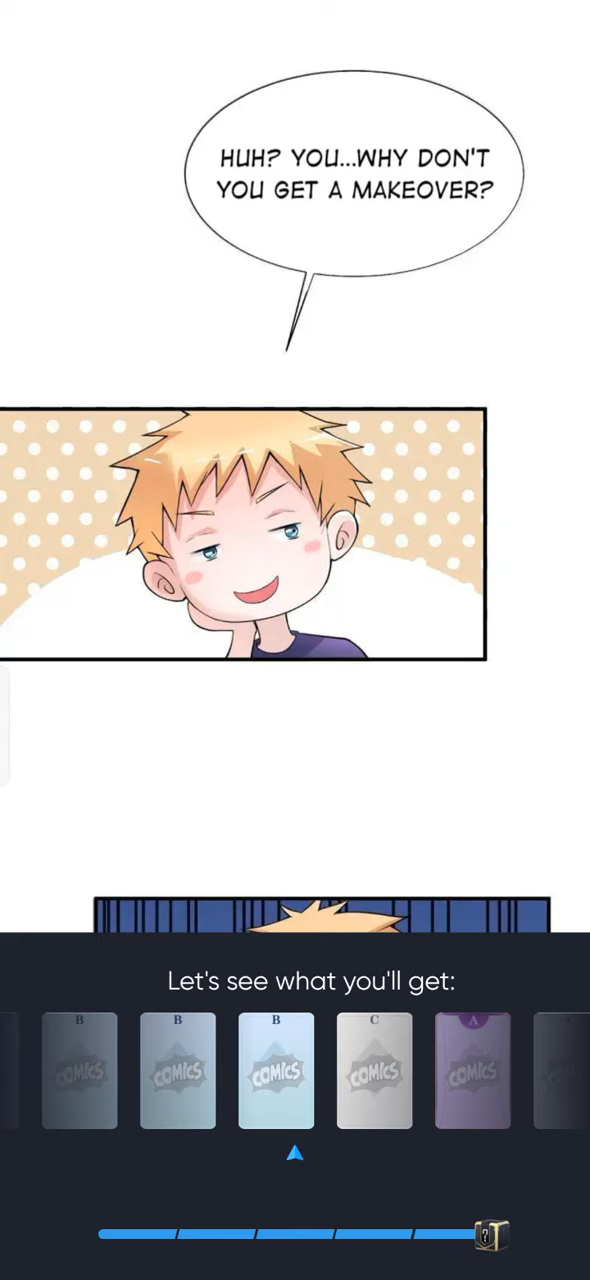 HUH? YOU...WHY DON'T
YOU GET A MAKEOVER?
Let's see what you'll get:
B
B
B
C
A
COMICS
COMICS
COMICS
COMICS
COMICS
?